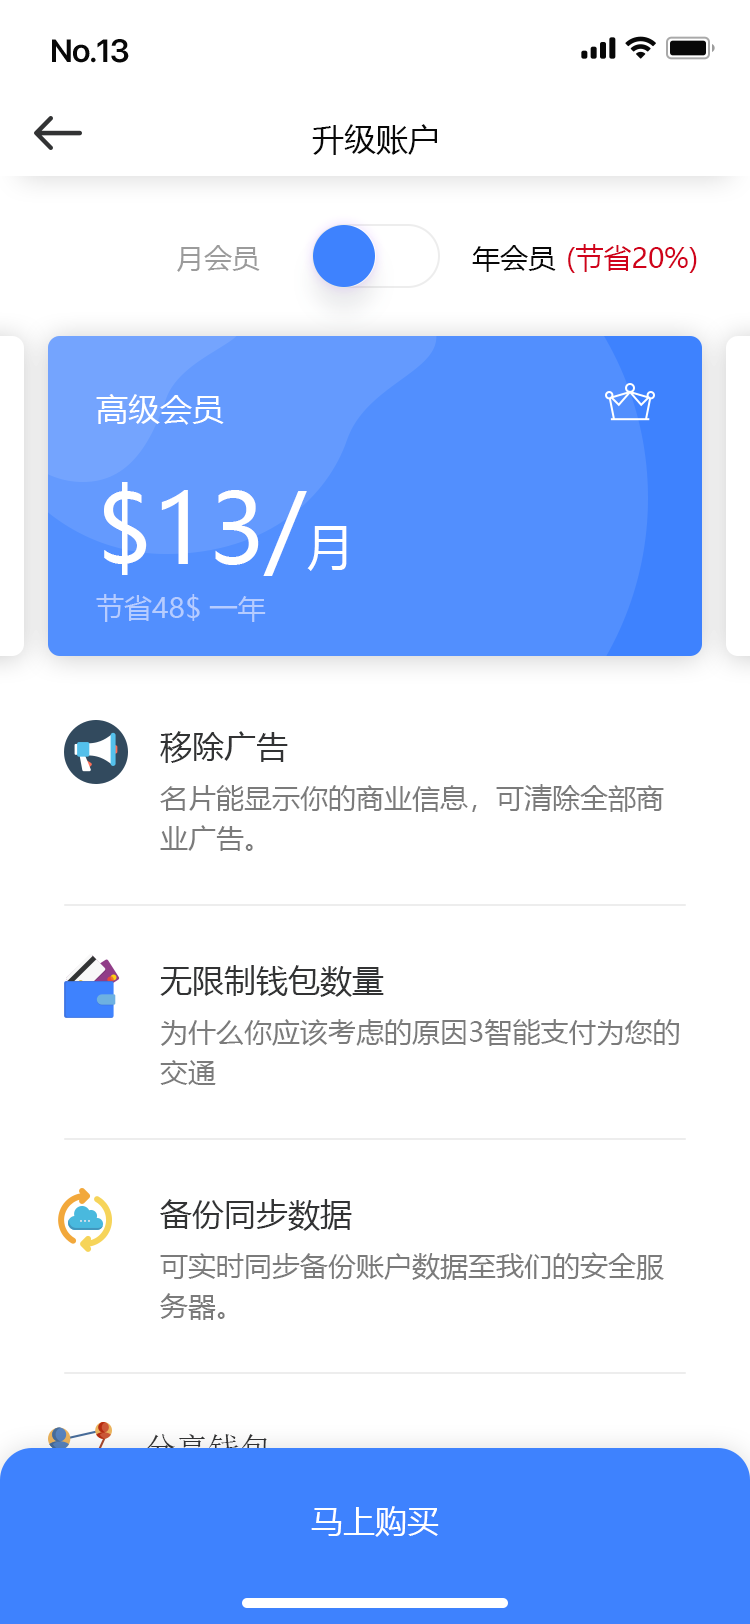 No.13
升级账户
月会员 年会员 (节省20%)
高级会员
$13/月
节省48$ 一年
移除广告
名片能显示你的商业信息，可清除全部商
业广告。
无限制钱包数量
为什么你应该考虑的原因3智能支付为您的
交通
备份同步数据
可实时同步备份账户数据至我们的安全服
务器。
分享钱包
马上购买